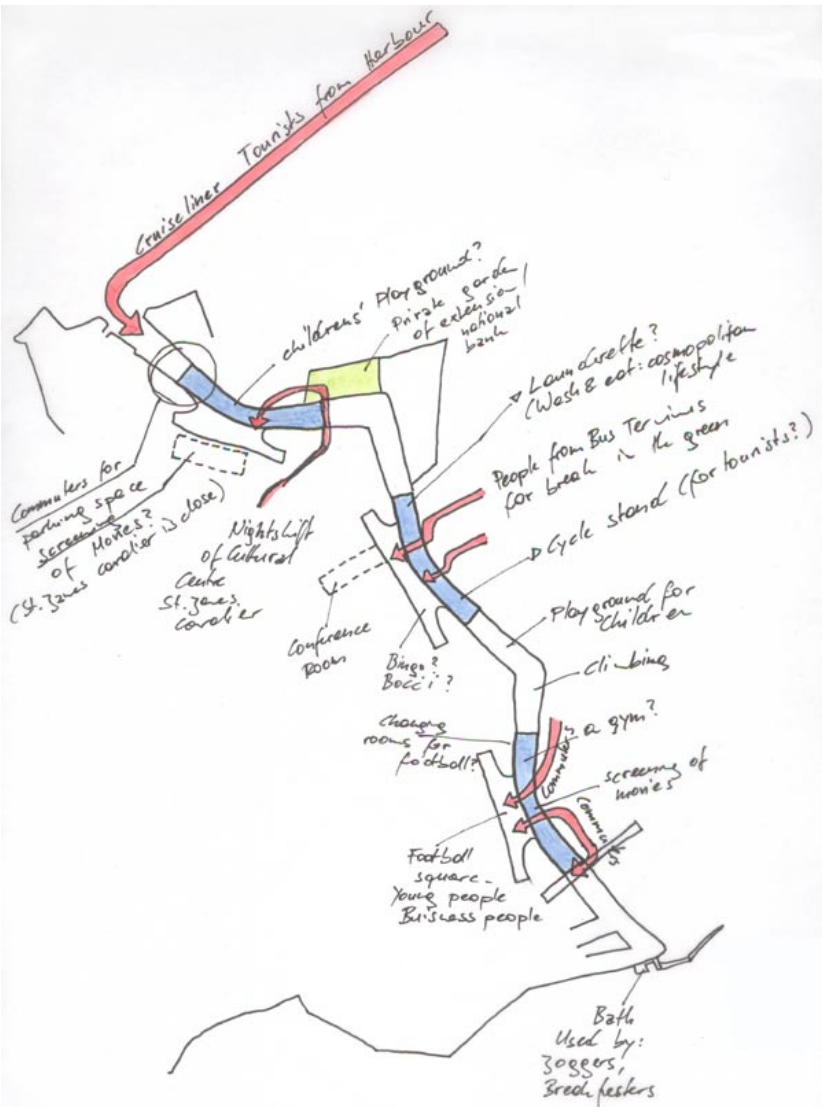 Cruiseliner Tourists from Harbour
childrens' Playground?
Private garden
of extension /
national
bank
Launderette?
(Wash & eat: cosmopolitan
lifestyle
People from Bus Terminus
for break in the green
Cycle stand (for tourists?)
Commuters for
parking space
screening
of Movies?
(St. James cavalier is close)
Nightshift
of Cultural
Centre
St. James
Cavalier
Conference
Room
Bingo?
Bocci?
Playground for
Children
Climbing
changing
rooms for
football?
a gym?
Commuters
screening of
movies
Commuters
Football
square -
Young people
Buisness people
Bath
Used by:
Joggers,
Breakfasters